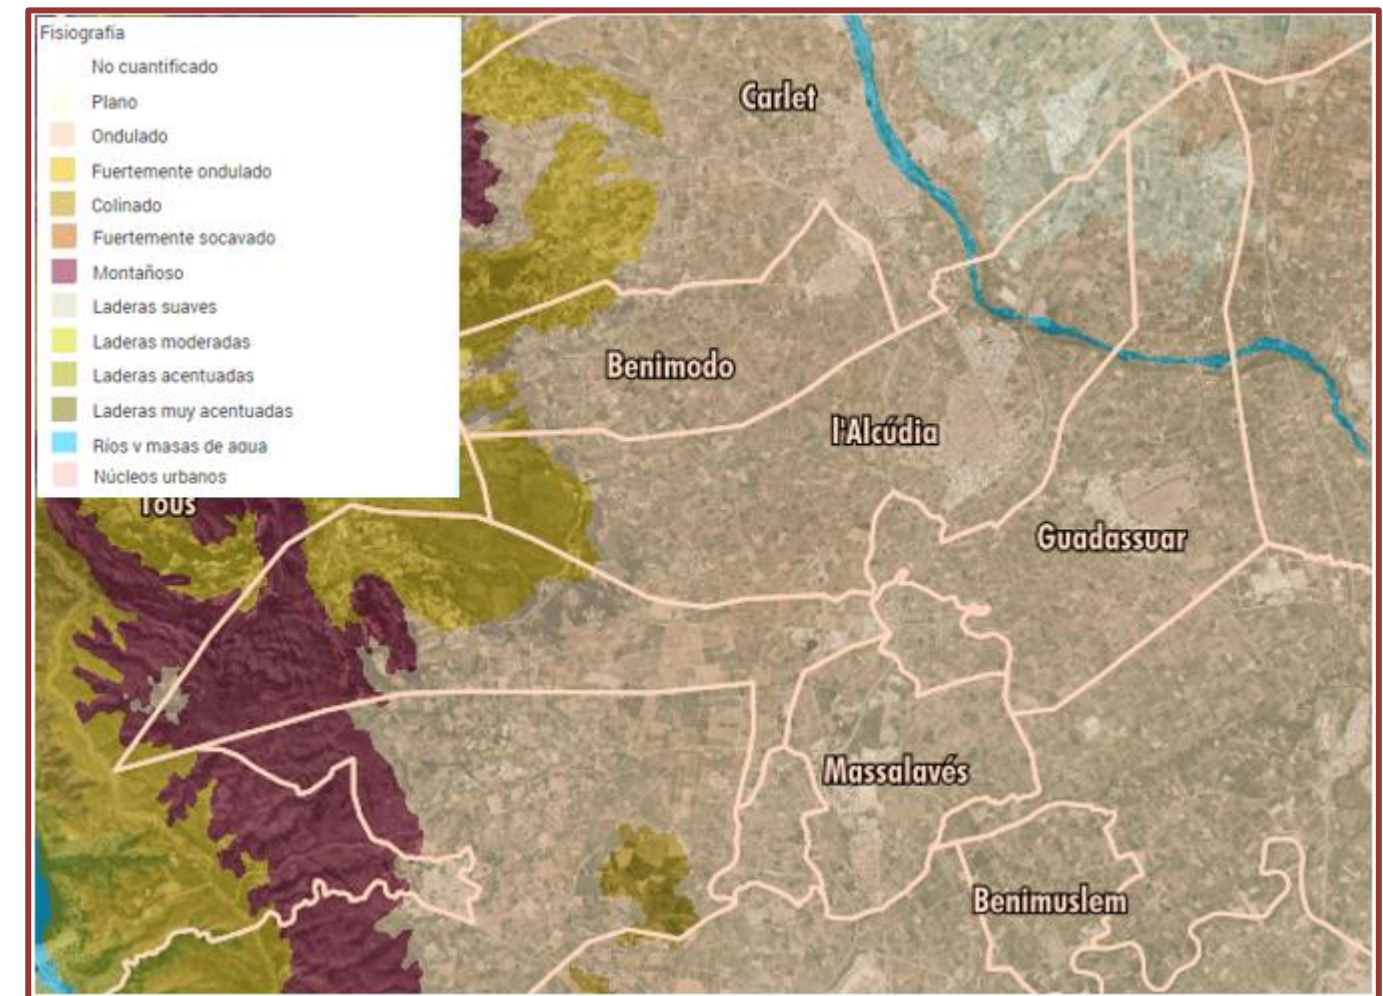 Fisiografía
No cuantificado
Plano
Ondulado
Fuertemente ondulado
Colinado
Fuertemente socavado
Montañoso
Laderas suaves
Laderas moderadas
Laderas acentuadas
Laderas muy acentuadas
Ríos y masas de agua
Núcleos urbanos
Carlet
Benimodo
l'Alcúdia
Tous
Guadassuar
Massalavés
Benimuslem